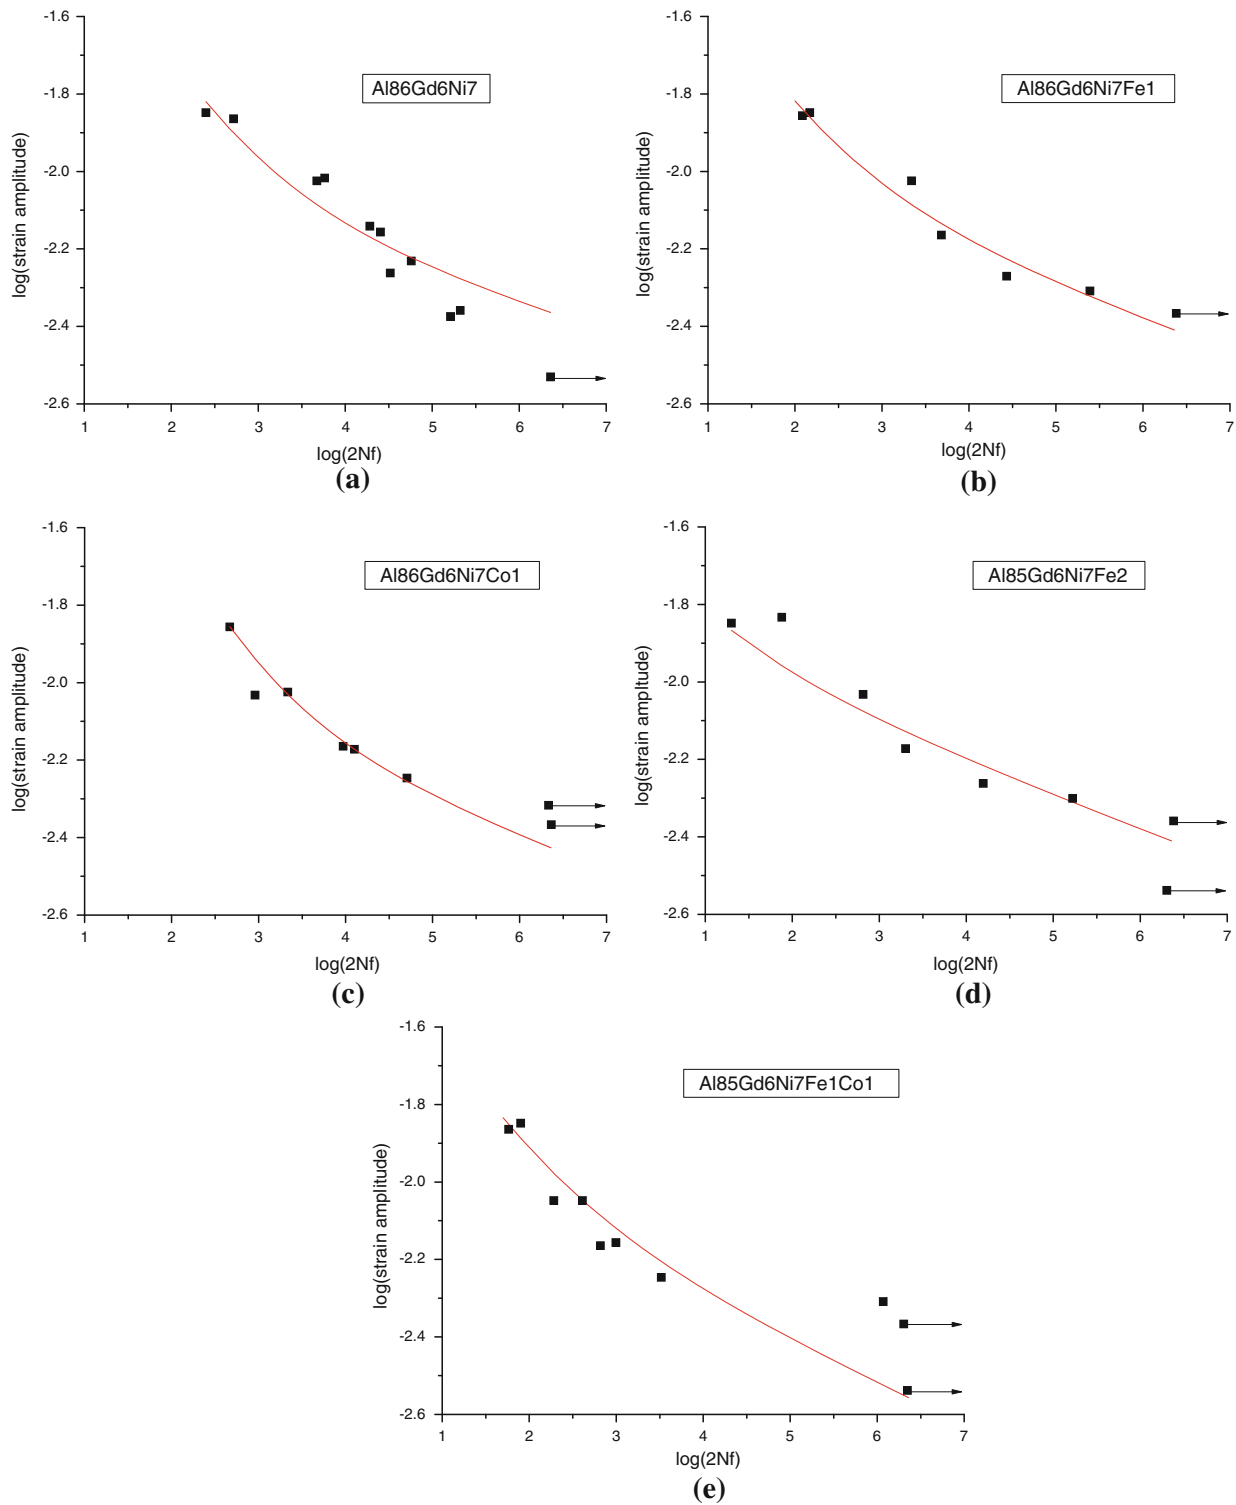 -1.6
-1.8
-2.0
-2.2
-2.4
-2.6
log(strain amplitude)
Al86Gd6Ni7
1 2 3 4 5 6 7
log(2Nf)
(a)
-1.6
-1.8
-2.0
-2.2
-2.4
-2.6
log(strain amplitude)
Al86Gd6Ni7Fe1
1 2 3 4 5 6 7
log(2Nf)
(b)
-1.6
-1.8
-2.0
-2.2
-2.4
-2.6
log(strain amplitude)
Al86Gd6Ni7Co1
1 2 3 4 5 6 7
log(2Nf)
(c)
-1.6
-1.8
-2.0
-2.2
-2.4
-2.6
log(strain ampltude)
Al85Gd6Ni7Fe2
1 2 3 4 5 6 7
log(2Nf)
(d)
-1.6
-1.8
-2.0
-2.2
-2.4
-2.6
log(strain amplitude)
Al85Gd6Ni7Fe1Co1
1 2 3 4 5 6 7
log(2Nf)
(e)